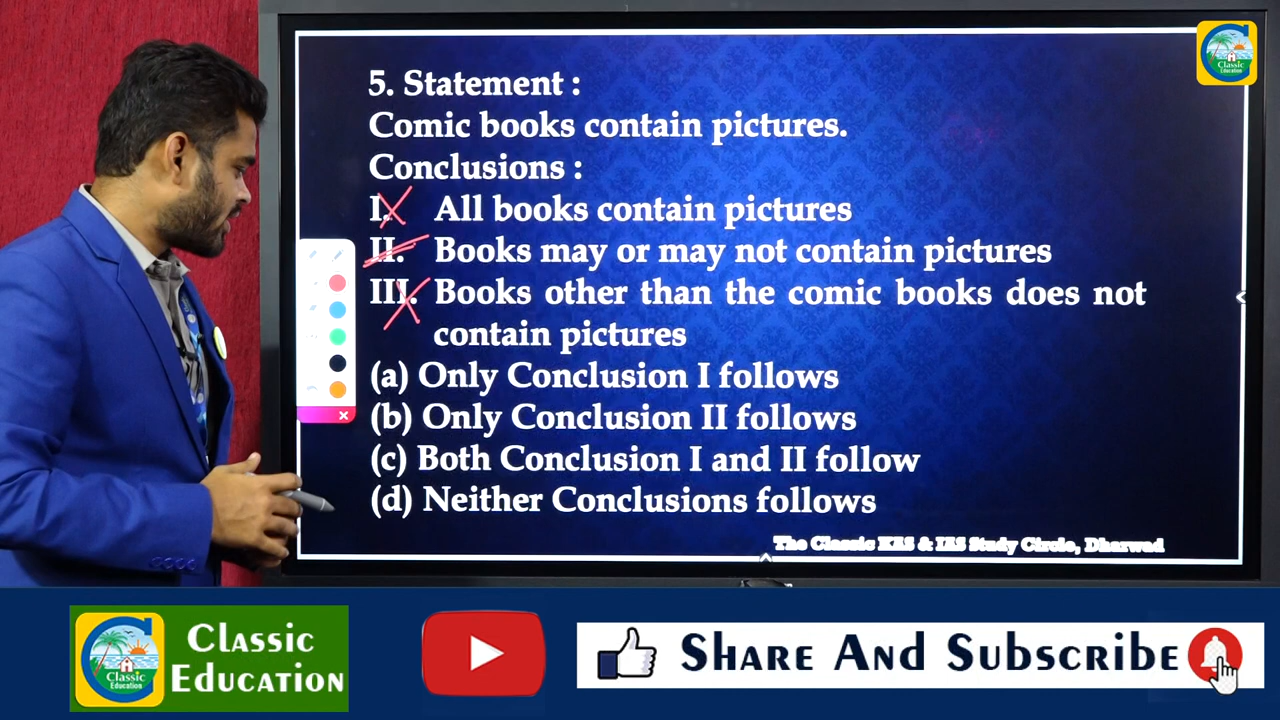 5. Statement :
Comic books contain pictures.
Conclusions :
I. All books contain pictures
II. Books may or may not contain pictures
III. Books other than the comic books does not
contain pictures
(a) Only Conclusion I follows
(b) Only Conclusion II follows
(c) Both Conclusion I and II follow
(d) Neither Conclusions follows
The Classic KAS & IAS Study Circle, Dharwad
Classic
Education
Classic
Education
Classic
Education
Share And Subscribe